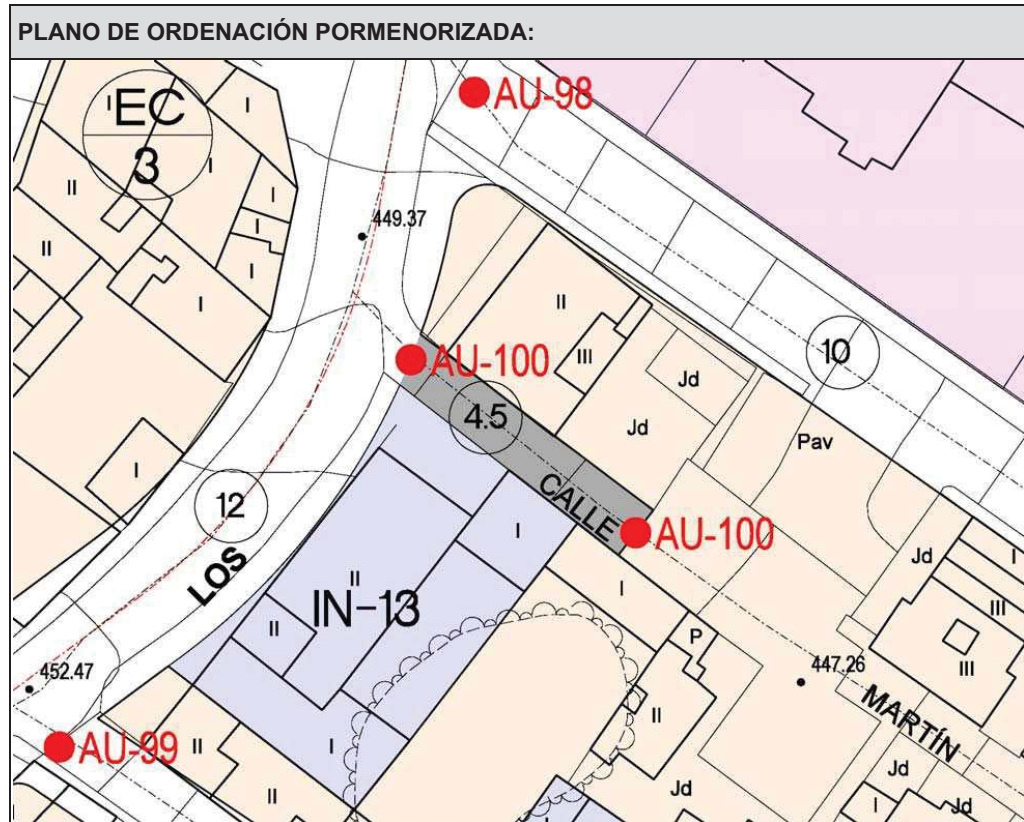 PLANO DE ORDENACIÓN PORMENORIZADA:
EC
3
I
I
I
II
I
I
II
I
I
AU-98
449.37
II
III
Jd
10
AU-100
4.5
Jd
Pav
I
12
CALLE
AU-100
Jd
I
LOS
I
II
IN-13
II
I
III
P
III
452.47
447.26
II
MARTÍN
AU-99
II
I
II
Jd
Jd
I
Jd
I